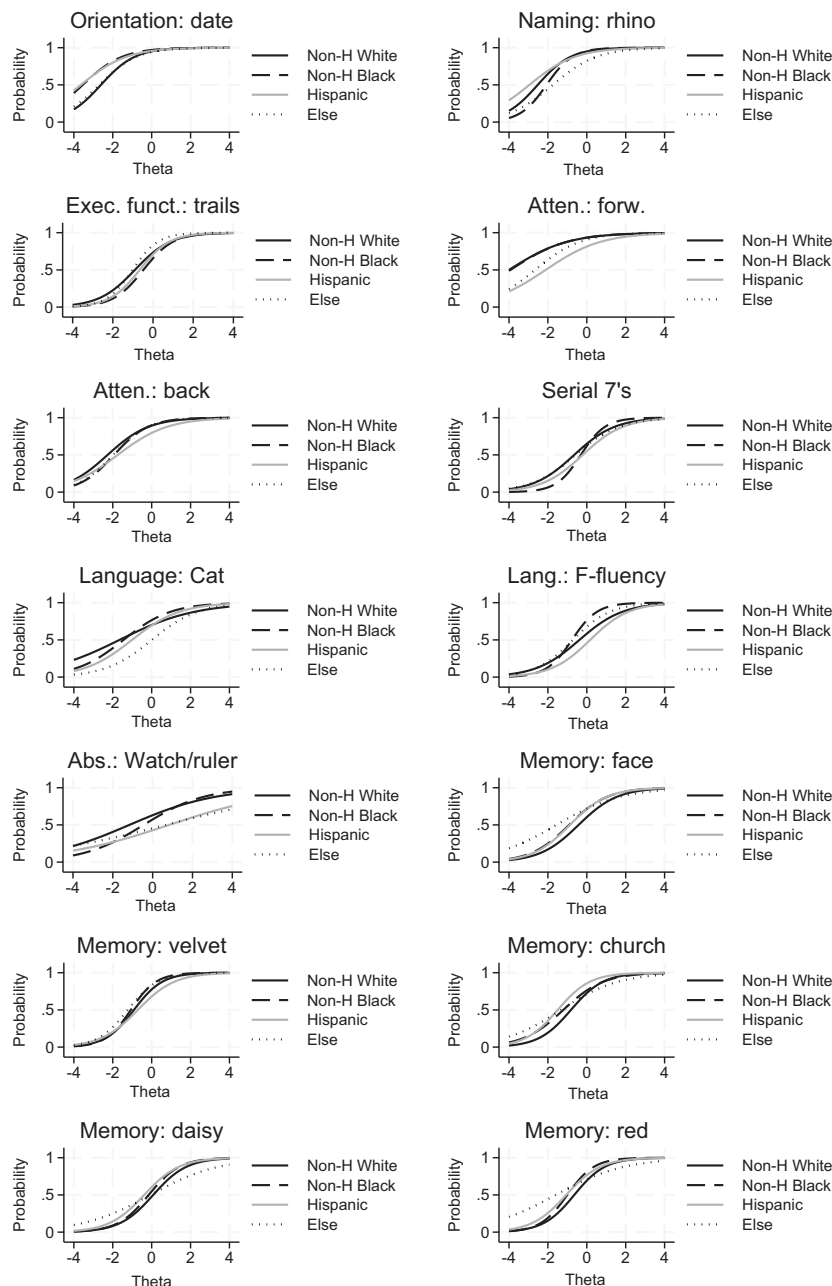 Orientation: date
Probability
1
.5
0
-4 -2 0 2 4
Theta
Non-H White
Non-H Black
Hispanic
Else
Naming: rhino
Probability
1
.5
0
-4 -2 0 2 4
Theta
Non-H White
Non-H Black
Hispanic
Else
Exec. funct.: trails
Probability
1
.5
0
-4 -2 0 2 4
Theta
Non-H White
Non-H Black
Hispanic
Else
Atten.: forw.
Probability
1
.5
0
-4 -2 0 2 4
Theta
Non-H White
Non-H Black
Hispanic
Else
Atten.: back
Probability
1
.5
0
-4 -2 0 2 4
Theta
Non-H White
Non-H Black
Hispanic
Else
Serial 7's
Probability
1
.5
0
-4 -2 0 2 4
Theta
Non-H White
Non-H Black
Hispanic
Else
Language: Cat
Probability
1
.5
0
-4 -2 0 2 4
Theta
Non-H White
Non-H Black
Hispanic
Else
Lang.: F-fluency
Probability
1
.5
0
-4 -2 0 2 4
Theta
Non-H White
Non-H Black
Hispanic
Else
Abs.: Watch/ruler
Probability
1
.5
0
-4 -2 0 2 4
Theta
Non-H White
Non-H Black
Hispanic
Else
Memory: face
Probability
1
.5
0
-4 -2 0 2 4
Theta
Non-H White
Non-H Black
Hispanic
Else
Memory: velvet
Probability
1
.5
0
-4 -2 0 2 4
Theta
Non-H White
Non-H Black
Hispanic
Else
Memory: church
Probability
1
.5
0
-4 -2 0 2 4
Theta
Non-H White
Non-H Black
Hispanic
Else
Memory: daisy
Probability
1
.5
0
-4 -2 0 2 4
Theta
Non-H White
Non-H Black
Hispanic
Else
Memory: red
Probability
1
.5
0
-4 -2 0 2 4
Theta
Non-H White
Non-H Black
Hispanic
Else